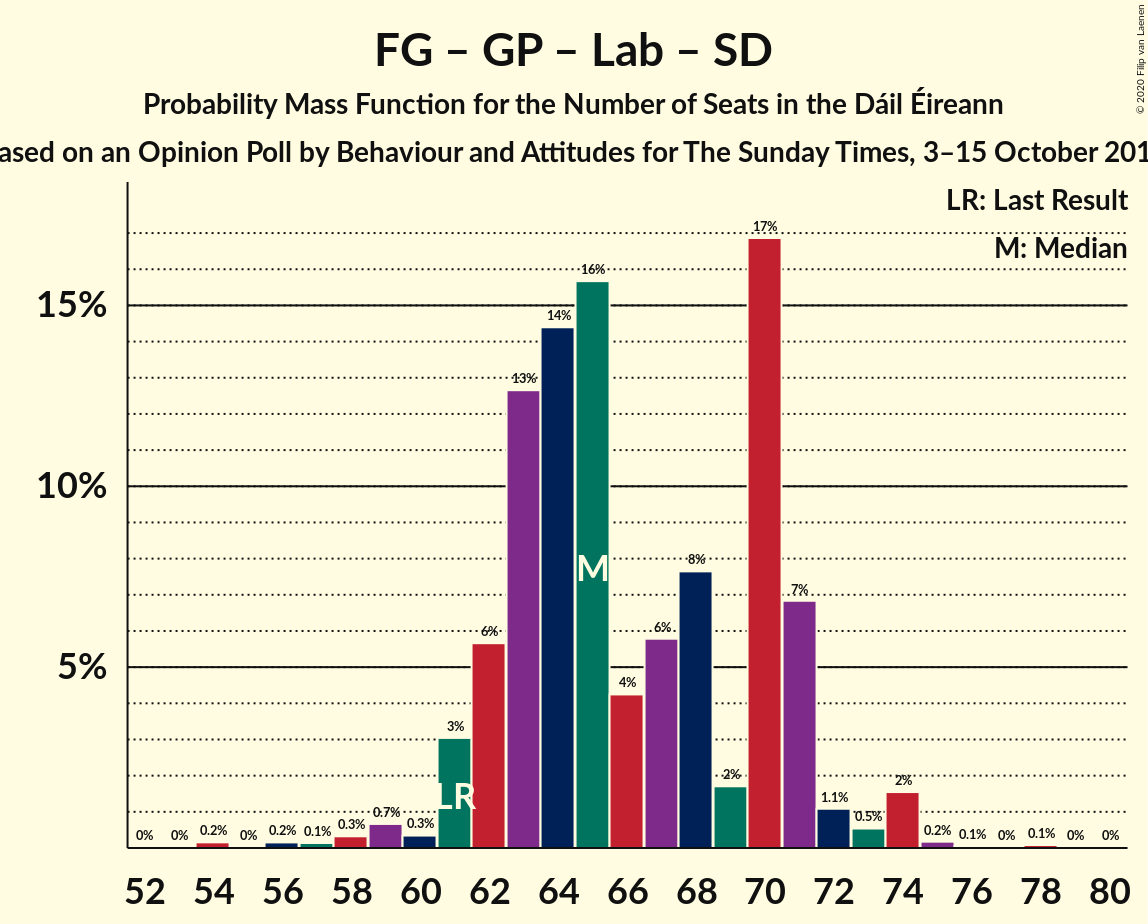 FG – GP – Lab – SD
Probability Mass Function for the Number of Seats in the Dáil Éireann
ased on an Opinion Poll by Behaviour and Attitudes for The Sunday Times, 3–15 October 201
© 2020 Filip van Laenen
LR: Last Result
M: Median
15%
10%
5%
0% 0% 0.2% 0% 0.2% 0.1% 0.3% 0.7% 0.3% 3% 6% 13% 14% 16% 4% 6% 8% 2% 17% 7% 1.1% 0.5% 2% 0.2% 0.1% 0% 0.1% 0% 0%
LR
M
52 54 56 58 60 62 64 66 68 70 72 74 76 78 80